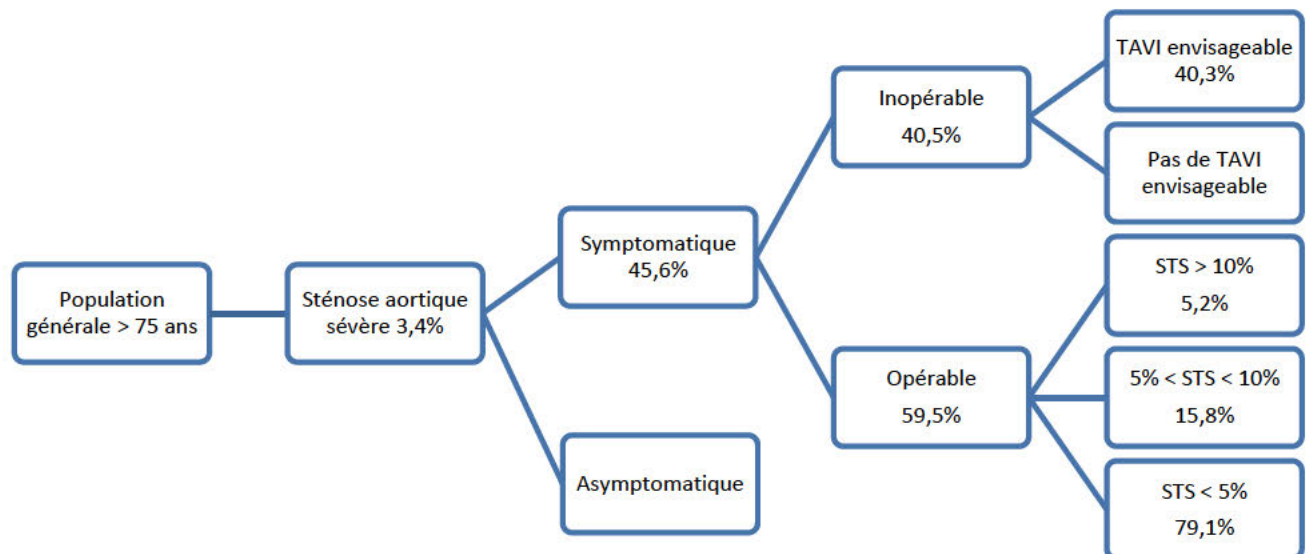 Population
générale > 75 ans
Sténose aortique
sévère 3,4%
Symptomatique
45,6%
Asymptomatique
Inopérable
40,5%
Opérable
59,5%
TAVI envisageable
40,3%
Pas de TAVI
envisageable
STS > 10%
5,2%
5% < STS < 10%
15,8%
STS < 5%
79,1%